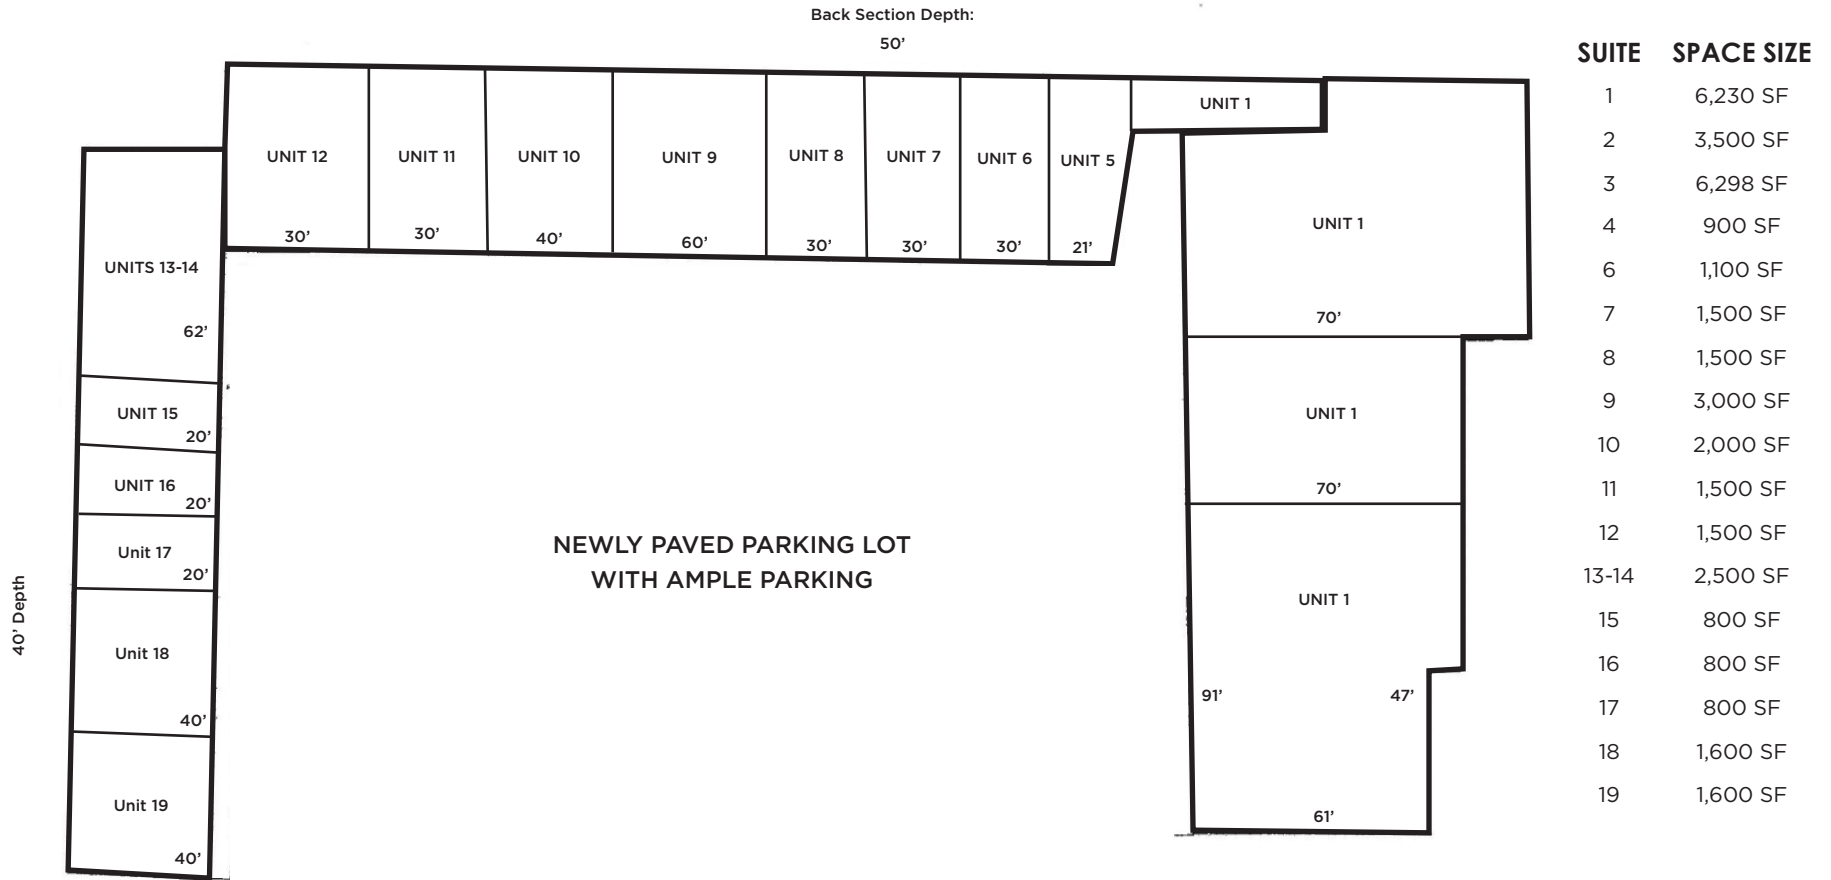 Back Section Depth:
50’
SUITE SPACE SIZE
1 6,230 SF
2 3,500 SF
3 6,298 SF
4 900 SF
6 1,100 SF
7 1,500 SF
8 1,500 SF
9 3,000 SF
10 2,000 SF
11 1,500 SF
12 1,500 SF
13-14 2,500 SF
15 800 SF
16 800 SF
17 800 SF
18 1,600 SF
19 1,600 SF
UNIT 12
30’
UNIT 11
30’
UNIT 10
40’
UNIT 9
60’
UNIT 8
30’
UNIT 7
30’
UNIT 6
30’
UNIT 5
21’
UNIT 1
UNIT 1
70’
UNIT 1
70’
UNIT 1
91’
47’
61’
UNITS 13-14
62’
UNIT 15
20’
UNIT 16
20’
Unit 17
20’
Unit 18
40’
Unit 19
40’
40’ Depth
NEWLY PAVED PARKING LOT
WITH AMPLE PARKING